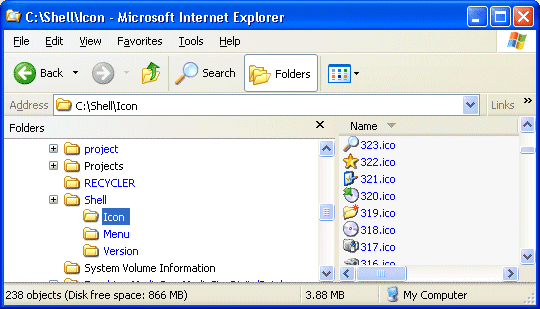 C:\Shell\Icon - Microsoft Internet Explorer
File Edit View Favorites Tools Help
Back Search Folders
Address C:\Shell\Icon Links
Folders
project
Projects
RECYCLER
Shell
Icon
Menu
Version
System Volume Information
Name
323.ico
322.ico
321.ico
320.ico
319.ico
318.ico
317.ico
316.ico
238 objects (Disk free space: 866 MB) 3.88 MB My Computer